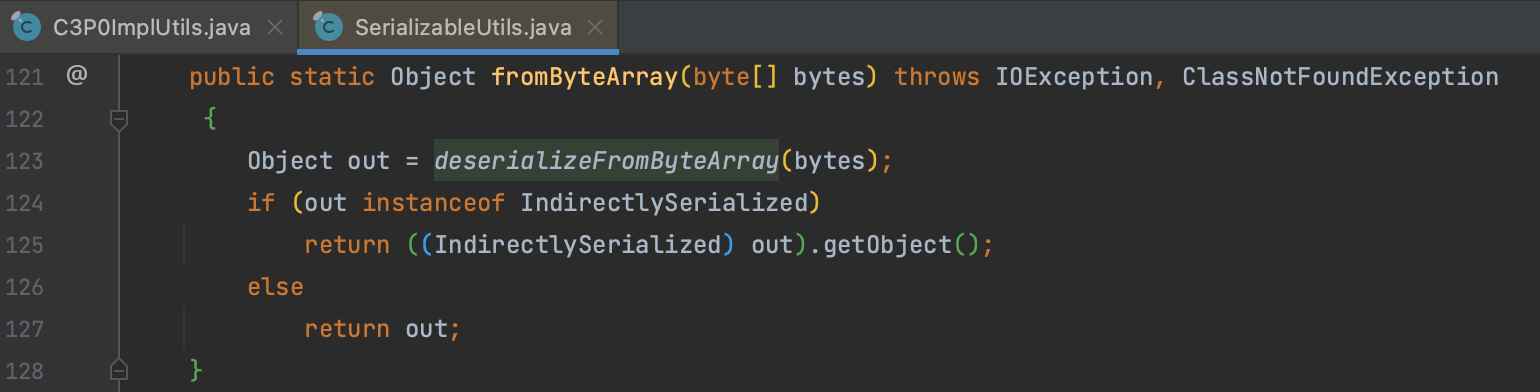 C3P0ImplUtils.java × SerializableUtils.java ×
121 @ public static Object fromByteArray(byte[] bytes) throws IOException, ClassNotFoundException
122 {
123 Object out = deserializeFromByteArray(bytes);
124 if (out instanceof IndirectlySerialized)
125 return ((IndirectlySerialized) out).getObject();
126 else
127 return out;
128 }